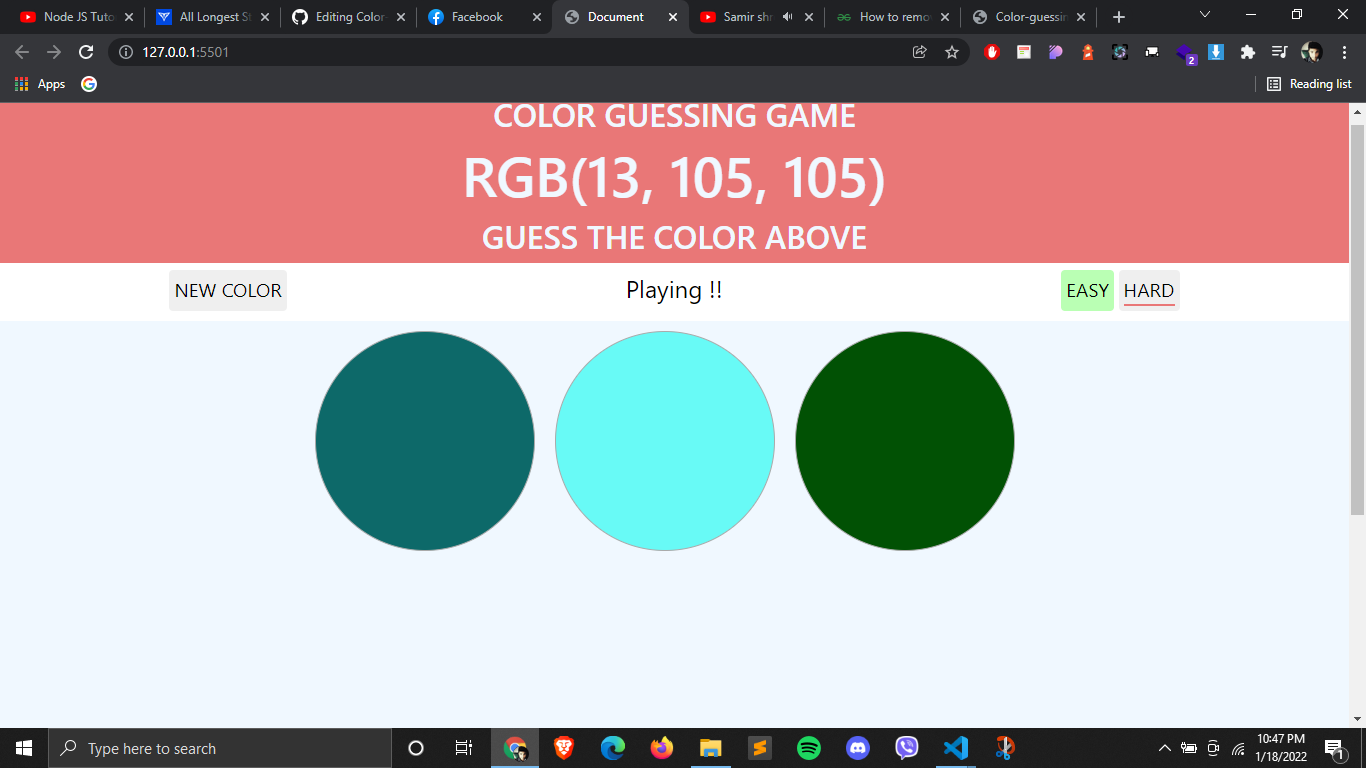 Node JS Tuto
All Longest St
Editing Color-
Facebook
Document
Samir shr
How to remo
Color-guessin
127.0.0.1:5501
2
Apps
Reading list
COLOR GUESSING GAME
RGB(13, 105, 105)
GUESS THE COLOR ABOVE
NEW COLOR
Playing !!
EASY
HARD
Type here to search
10:47 PM
1/18/2022
1